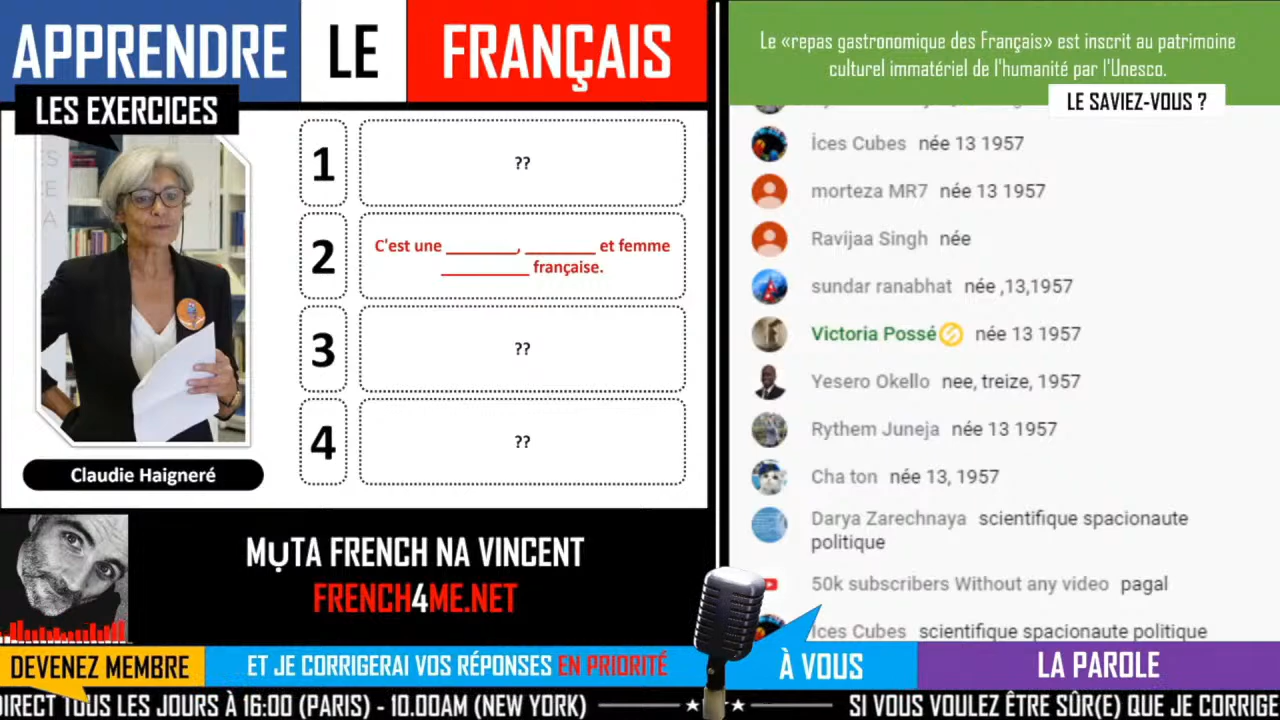 APPRENDRE LE FRANÇAIS
LES EXERCICES
1
??
2
C'est une ________, ________ et femme
__________ française.
3
??
4
??
Claudie Haigneré
MỤTA FRENCH NA VINCENT
FRENCH4ME.NET
Le «repas gastronomique des Français» est inscrit au patrimoine
culturel immatériel de l'humanité par l'Unesco.
LE SAVIEZ-VOUS ?
İces Cubes née 13 1957
morteza MR7 née 13 1957
Ravijaa Singh née
sundar ranabhat née ,13,1957
Victoria Possé née 13 1957
Yesero Okello nee, treize, 1957
Rythem Juneja née 13 1957
Cha ton née 13, 1957
Darya Zarechnaya scientifique spacionaute
politique
50k subscribers Without any video pagal
İces Cubes scientifique spacionaute politique
DEVENEZ MEMBRE
ET JE CORRIGERAI VOS RÉPONSES EN PRIORITÉ
À VOUS
LA PAROLE
DIRECT TOUS LES JOURS À 16:00 (PARIS) - 10.00AM (NEW YORK)
SI VOUS VOULEZ ÊTRE SÛR(E) QUE JE CORRIGE